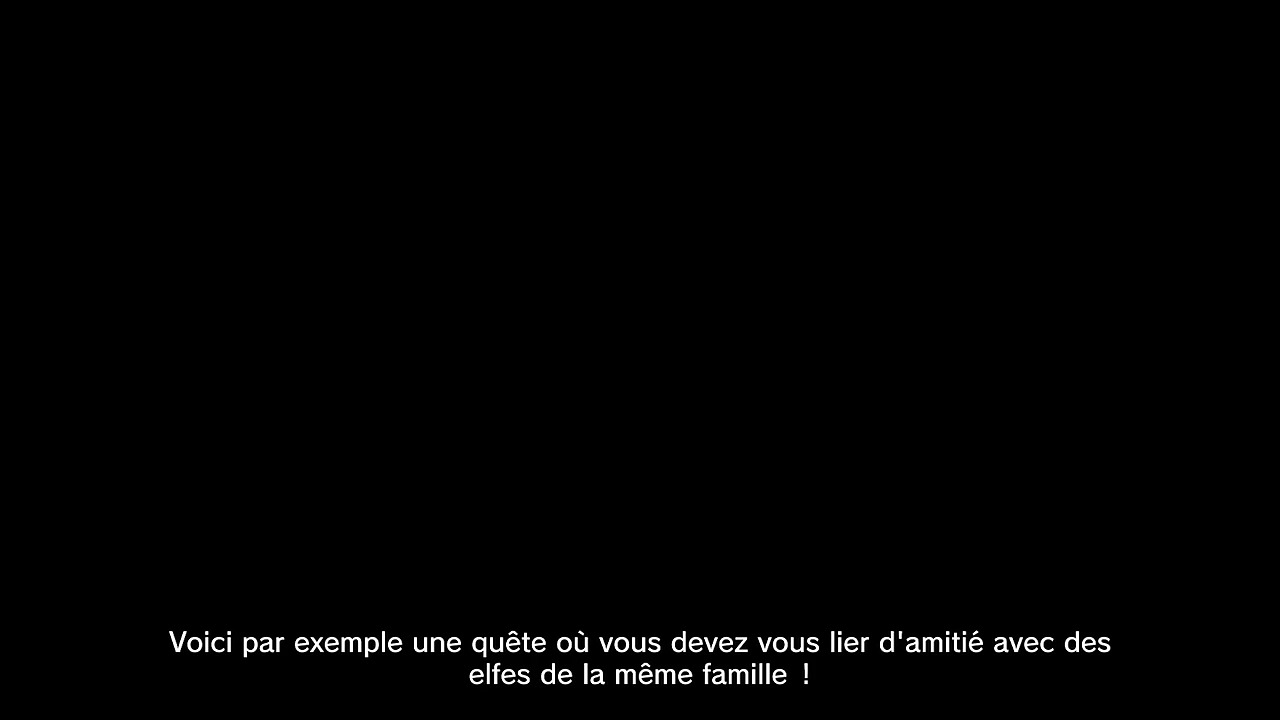 Voici par exemple une quête où vous devez vous lier d'amitié avec des
elfes de la même famille !